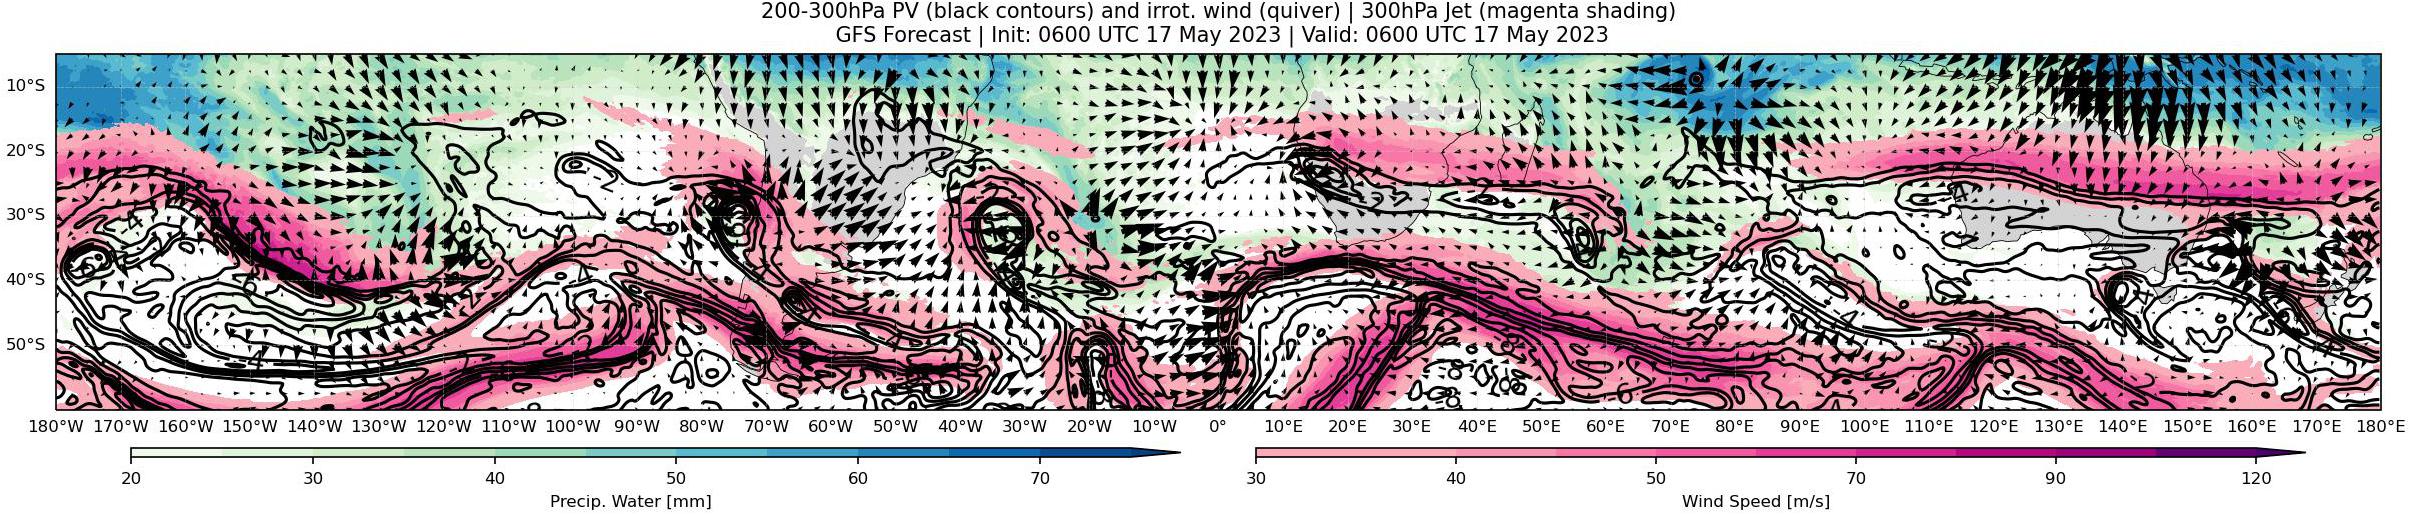 200-300hPa PV (black contours) and irrot. wind (quiver) | 300hPa Jet (magenta shading)
GFS Forecast | Init: 0600 UTC 17 May 2023 | Valid: 0600 UTC 17 May 2023
10°S
20°S
30°S
40°S
50°S
180°W 170°W 160°W 150°W 140°W 130°W 120°W 110°W 100°W 90°W 80°W 70°W 60°W 50°W 40°W 30°W 20°W 10°W 0° 10°E 20°E 30°E 40°E 50°E 60°E 70°E 80°E 90°E 100°E 110°E 120°E 130°E 140°E 150°E 160°E 170°E 180°E
20 30 40 50 60 70
Precip. Water [mm]
30 40 50 70 90 120
Wind Speed [m/s]